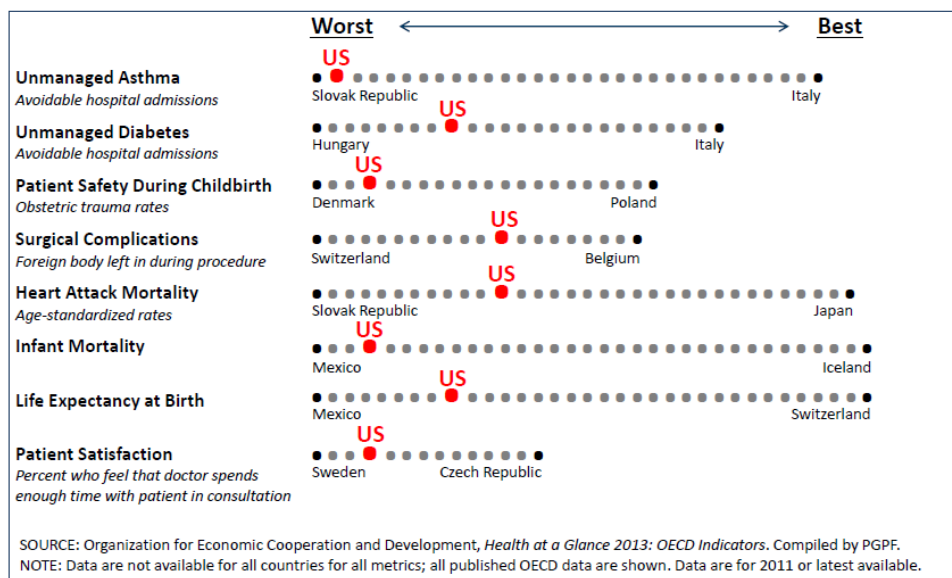 Worst Best
US
Unmanaged Asthma
Avoidable hospital admissions
Slovak Republic Italy
US
Unmanaged Diabetes
Avoidable hospital admissions
Hungary Italy
US
Patient Safety During Childbirth
Obstetric trauma rates
Denmark Poland
US
Surgical Complications
Foreign body left in during procedure
Switzerland Belgium
US
Heart Attack Mortality
Age-standardized rates
Slovak Republic Japan
US
Infant Mortality
Mexico Iceland
US
Life Expectancy at Birth
Mexico Switzerland
US
Patient Satisfaction
Percent who feel that doctor spends
enough time with patient in consultation
Sweden Czech Republic
SOURCE: Organization for Economic Cooperation and Development, Health at a Glance 2013: OECD Indicators. Compiled by PGPF.
NOTE: Data are not available for all countries for all metrics; all published OECD data are shown. Data are for 2011 or latest available.